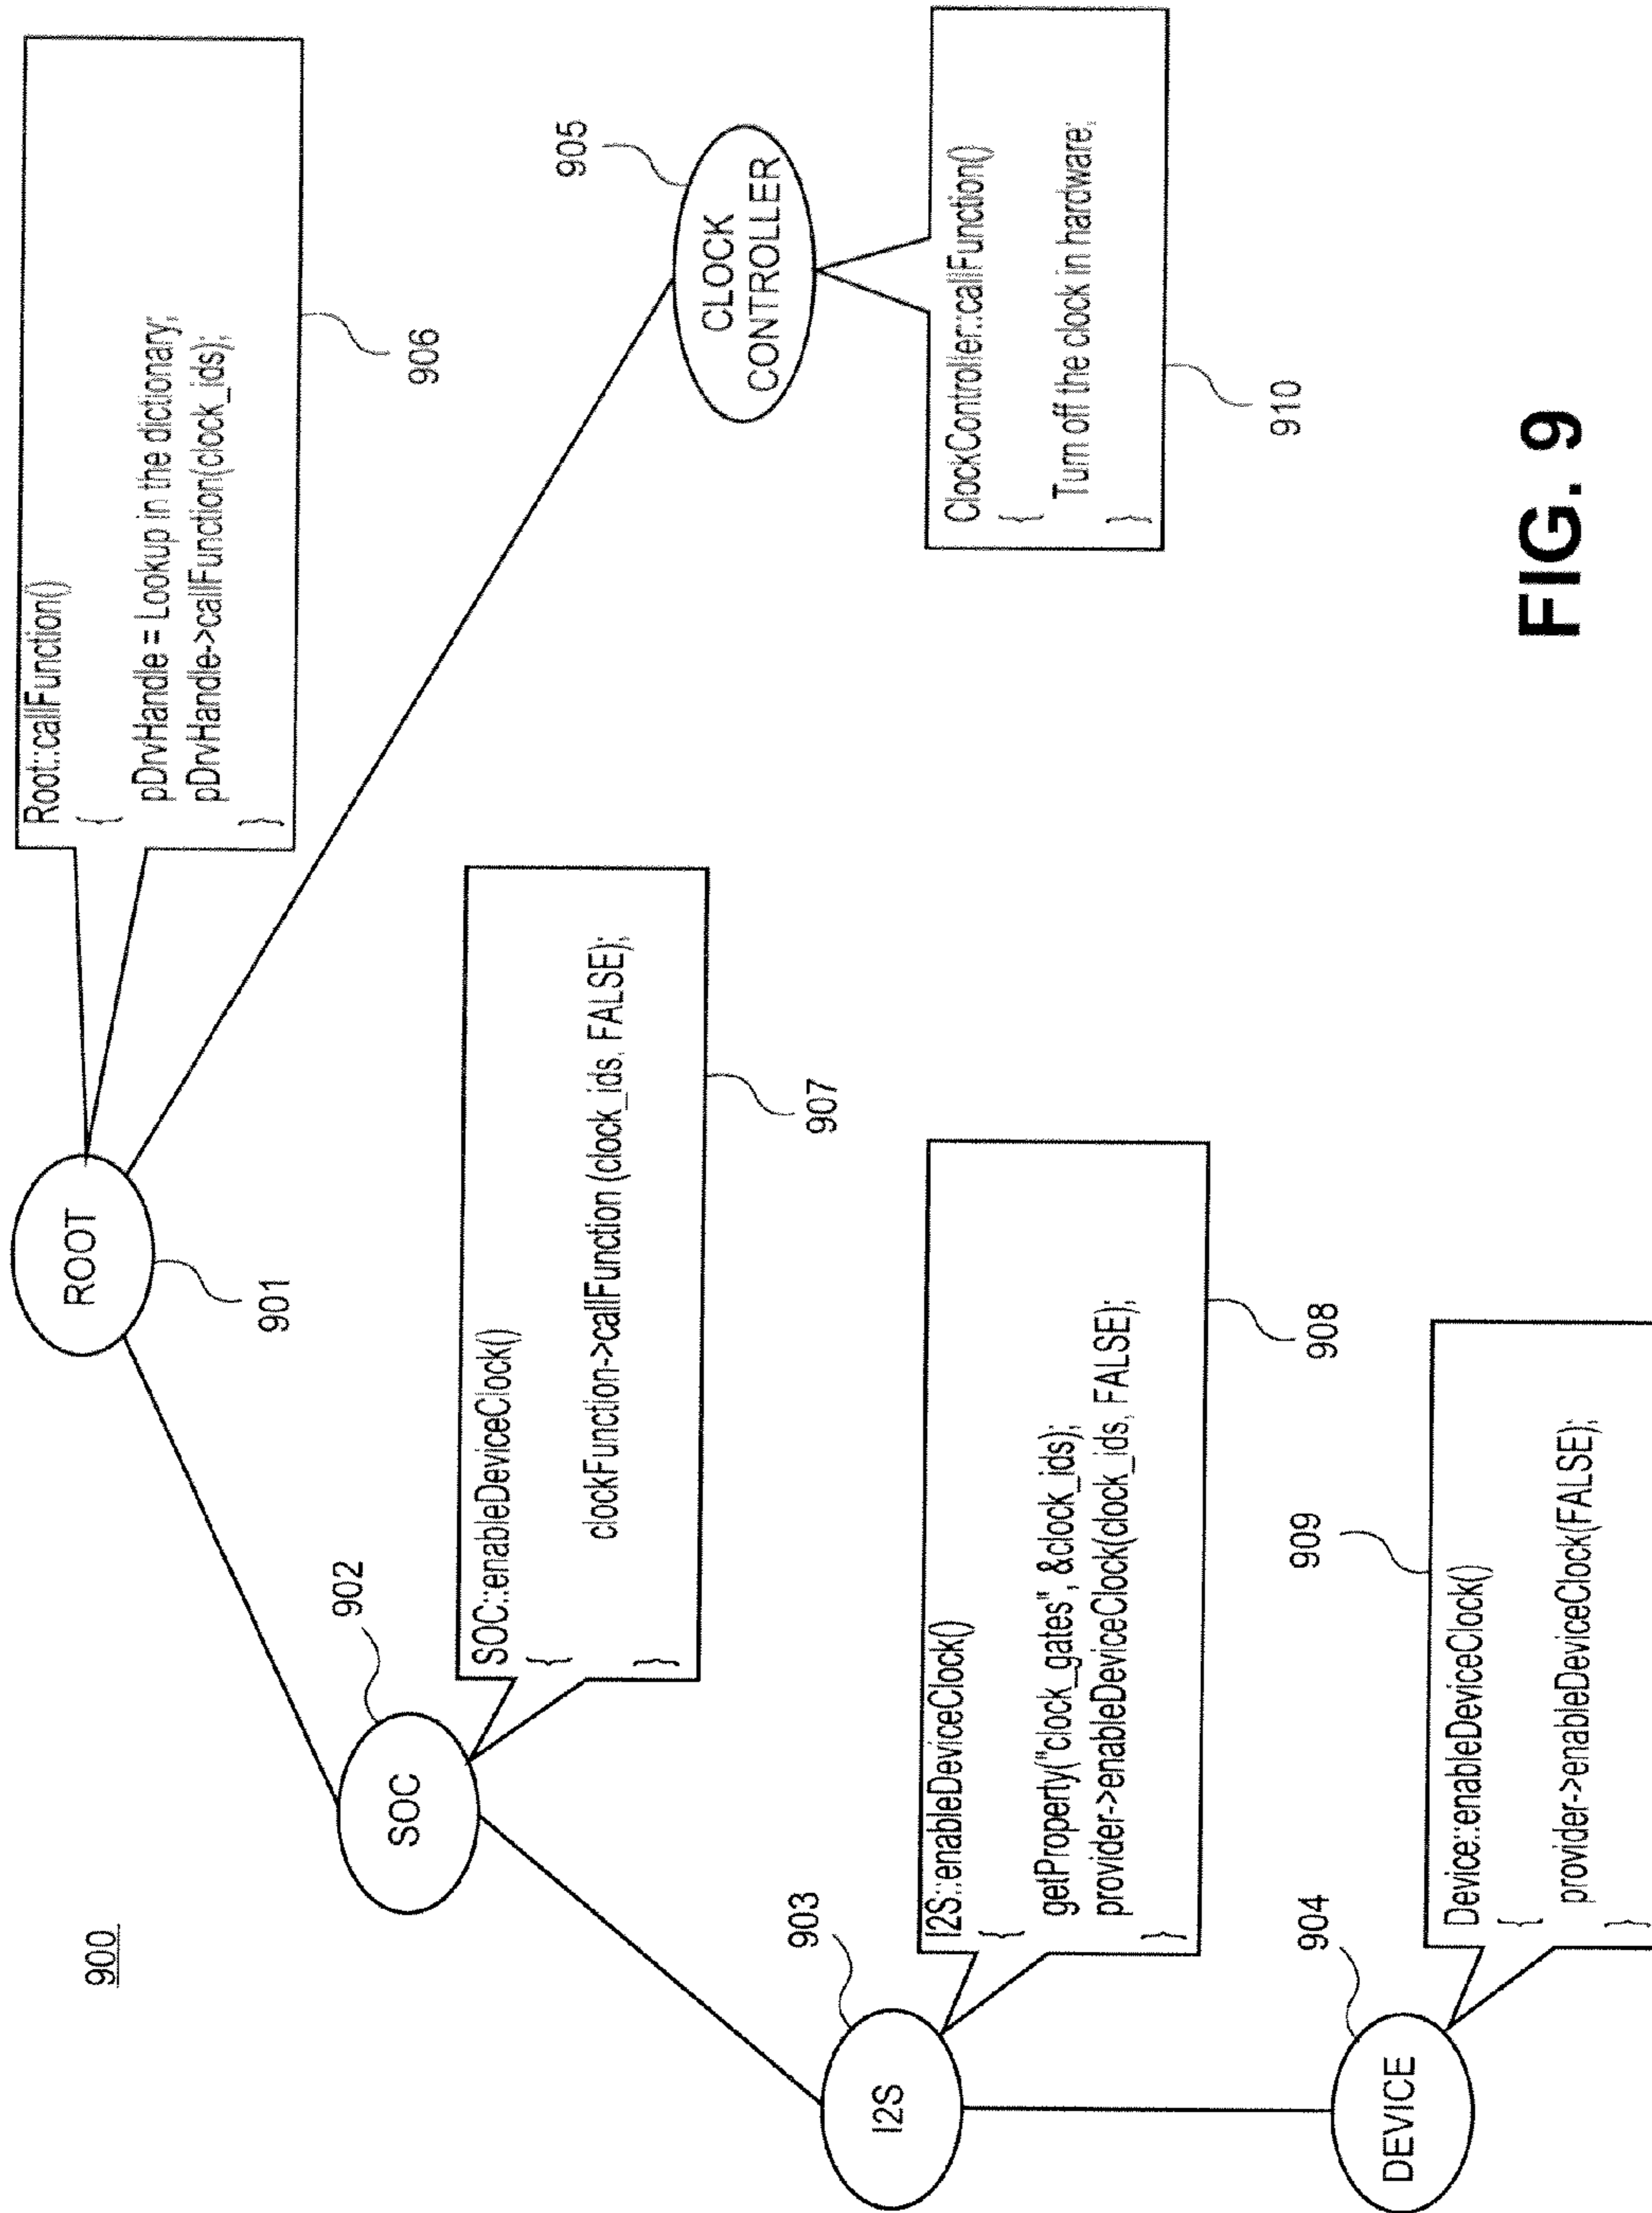 900
ROOT
901
Root::callFunction()
{
pDrvHandle = Lookup in the dictionary;
pDrvHandle->callFunction(clock_ids);
}
906
SOC
902
SOC::enableDeviceClock()
{
clockFunction->callFunction (clock_ids, FALSE);
}
907
CLOCK
CONTROLLER
905
ClockController::callFunction()
{
Turn off the clock in hardware;
}
910
I2S
903
I2S::enableDeviceClock()
{
getProperty("clock_gates", &clock_ids);
provider->enableDeviceClock(clock_ids, FALSE);
}
908
DEVICE
904
Device::enableDeviceClock()
{
provider->enableDeviceClock(FALSE);
}
909
FIG. 9